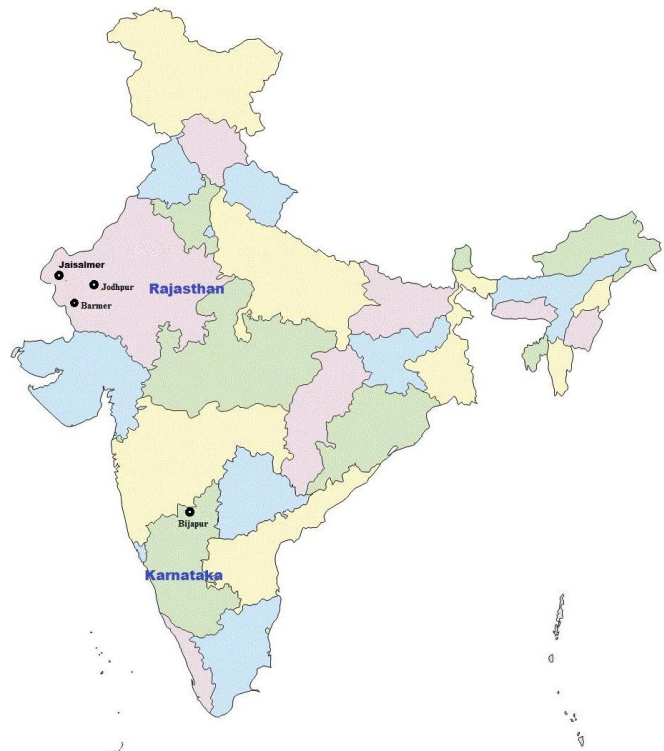 Jaisalmer
Jodhpur
Rajasthan
Barmer
Bijapur
Karnataka